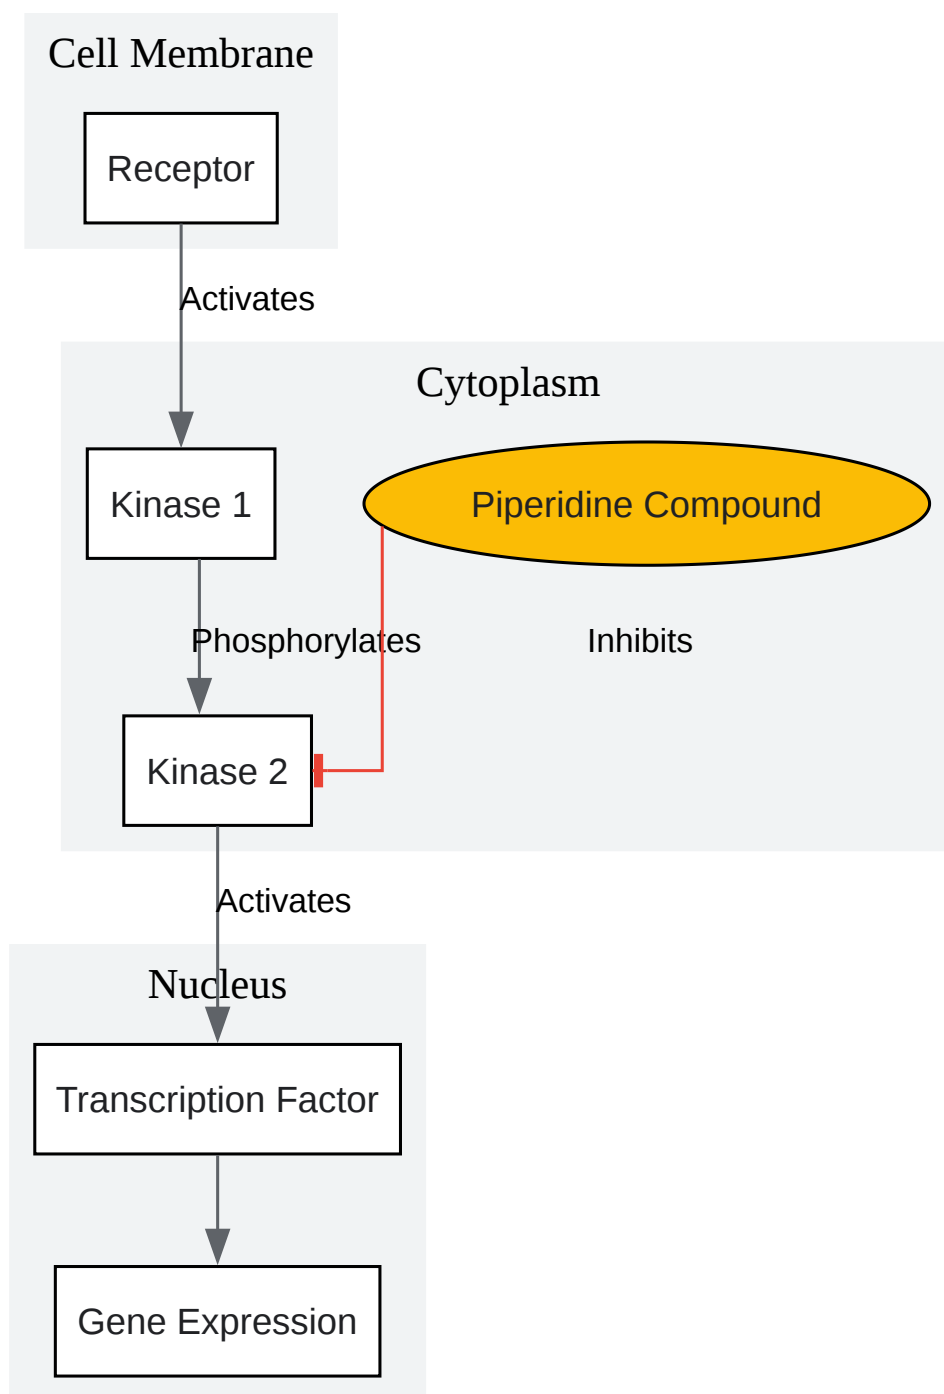 Cell Membrane
Receptor
Activates
Cytoplasm
Kinase 1
Piperidine Compound
Phosphorylates
Inhibits
Kinase 2
Activates
Nucleus
Transcription Factor
Gene Expression